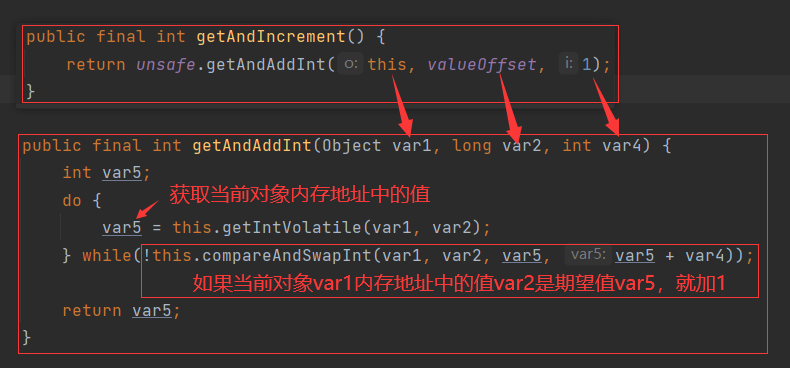 public final int getAndIncrement() {
return unsafe.getAndAddInt( o: this, valueOffset, i: 1);
}
public final int getAndAddInt(Object var1, long var2, int var4) {
int var5;
do {
获取当前对象内存地址中的值
var5 = this.getIntVolatile(var1, var2);
} while(!this.compareAndSwapInt(var1, var2, var5, var5: var5 + var4));
如果当前对象var1内存地址中的值var2是期望值var5，就加1
return var5;
}